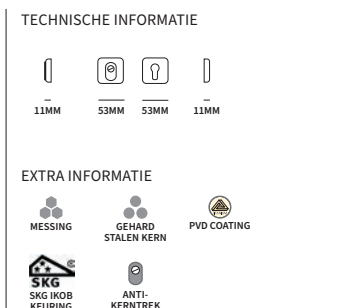 TECHNISCHE INFORMATIE
11MM 53MM 53MM 11MM
EXTRA INFORMATIE
MESSING
GEHARD
STALEN KERN
PVD COATING
SKG
SKG IKOB
KEURING
ANTI-
KERNTREK